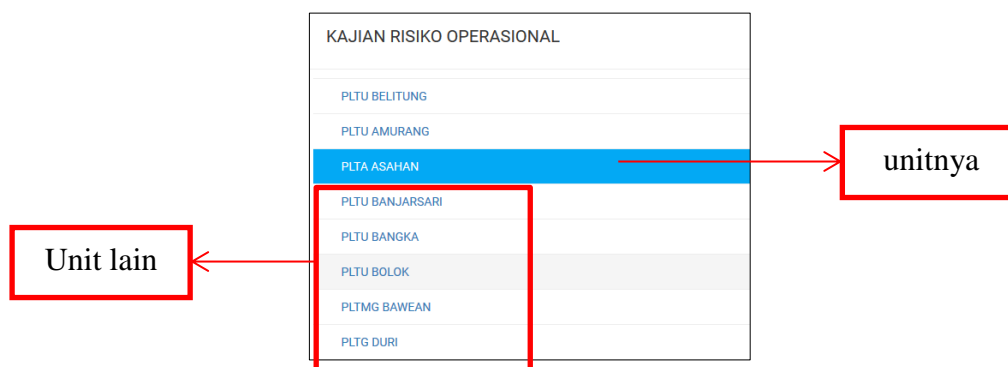 KAJIAN RISIKO OPERASIONAL
PLTU BELITUNG
PLTU AMURANG
PLTA ASAHAN
unitnya
PLTU BANJARSARI
PLTU BANGKA
Unit lain
PLTU BOLOK
PLTMG BAWEAN
PLTG DURI